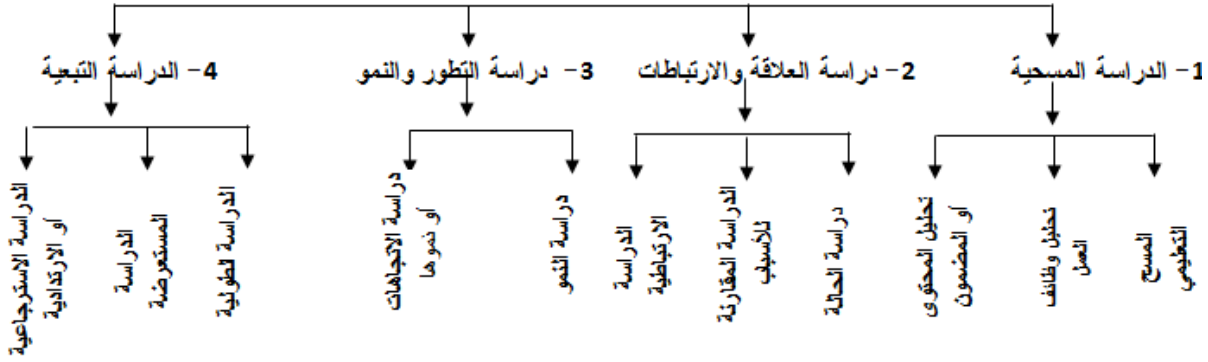 1- الدراسة المسحية
2- دراسة العلاقة والارتباطات
3- دراسة التطور والنمو
4- الدراسة التبعية
المسح
التعليمي
تحليل وظائف
العمل
تحليل المحتوى
أو المضمون
دراسة الحالة
الدراسة المقارنة
للأسباب
الدراسة
الارتباطية
دراسة النمو
دراسة الاتجاهات
أو نموها
الدراسة لطولية
الدراسة
المستعرضة
الدراسة الاسترجاعية
أو الارتدادية